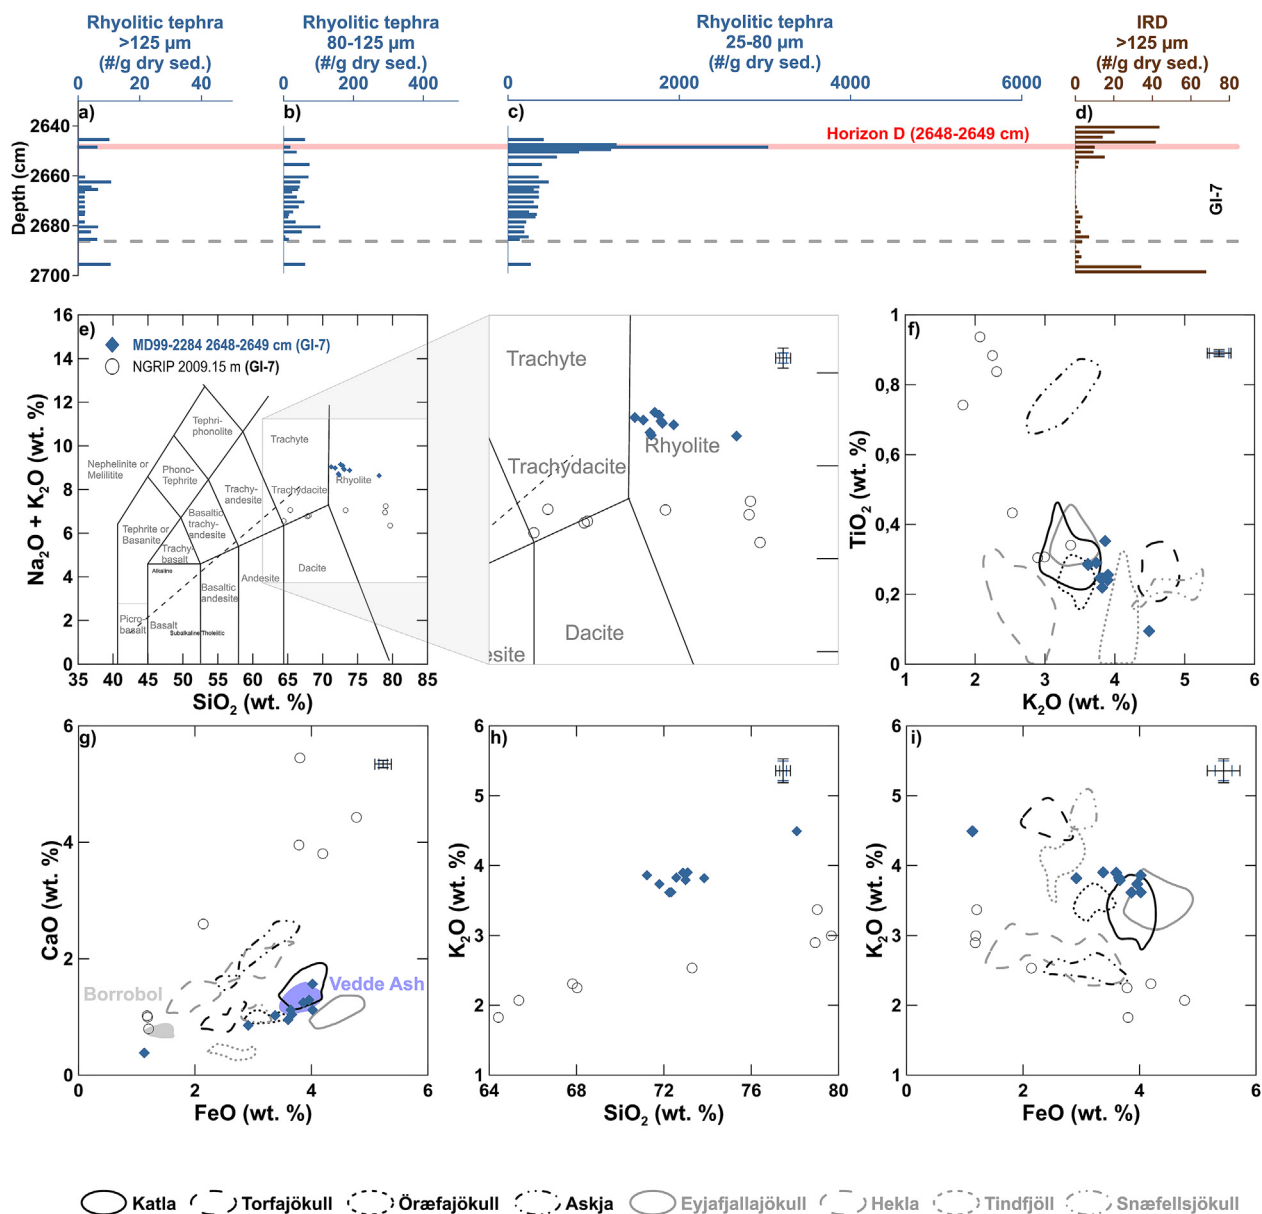 Rhyolitic tephra
>125 µm
(#/g dry sed.)
0 20 40
Rhyolitic tephra
80-125 µm
(#/g dry sed.)
0 200 400
Rhyolitic tephra
25-80 µm
(#/g dry sed.)
0 2000 4000 6000
IRD
>125 µm
(#/g dry sed.)
0 20 40 60 80
a)
b)
c)
d)
Depth (cm)
2640
2660
2680
2700
Horizon D (2648-2649 cm)
GI-7
e)
MD99-2284 2648-2649 cm (GI-7)
NGRIP 2009.15 m (GI-7)
Na2O + K2O (wt. %)
16
14
12
10
8
6
4
2
0
Tephri-
phonolite
Trachyte
Nephelinite or
Melilitite
Phono-
Tephrite
Trachy-
andesite
Trachydacite
Rhyolite
Tephrite or
Basanite
Basaltic
trachy-
andesite
Trachy-
basalt
Alkaline
Basaltic
andesite
Andesite
Dacite
Picro-
basalt
Basalt
Subalkaline/Tholeiitic
35 40 45 50 55 60 65 70 75 80 85
SiO2 (wt. %)
Trachyte
Rhyolite
Trachydacite
Dacite
esite
f)
TiO2 (wt. %)
1
0,8
0,6
0,4
0,2
0
1 2 3 4 5 6
K2O (wt. %)
g)
CaO (wt. %)
6
4
2
0
Borrobol
Vedde Ash
0 2 4 6
FeO (wt. %)
h)
K2O (wt. %)
6
5
4
3
2
1
64 68 72 76 80
SiO2 (wt. %)
i)
K2O (wt. %)
6
5
4
3
2
1
0 2 4 6
FeO (wt. %)
Katla Torfajökull Öræfajökull Askja Eyjafjallajökull Hekla Tindfjöll Snæfellsjökull